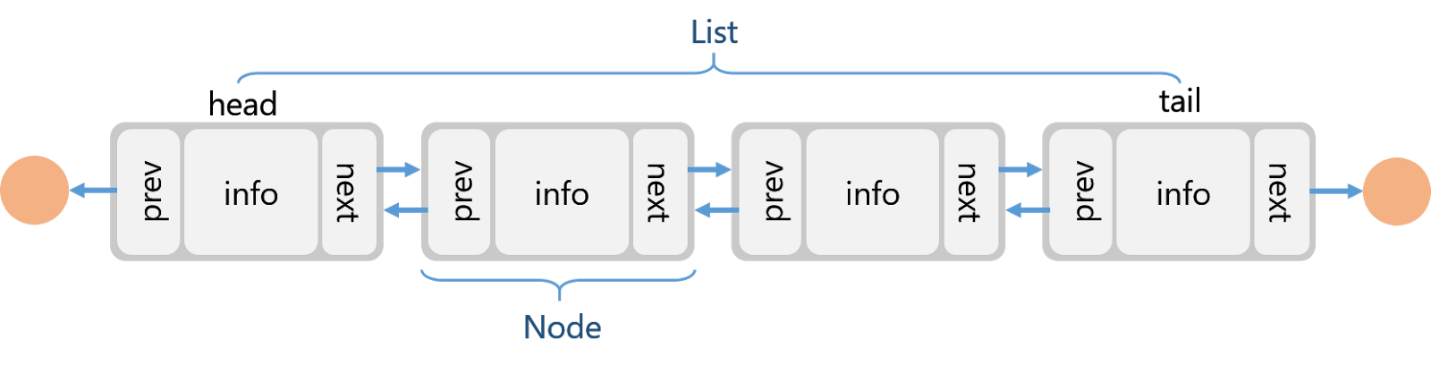 List
head
tail
prev info next prev info next prev info next prev info next
Node